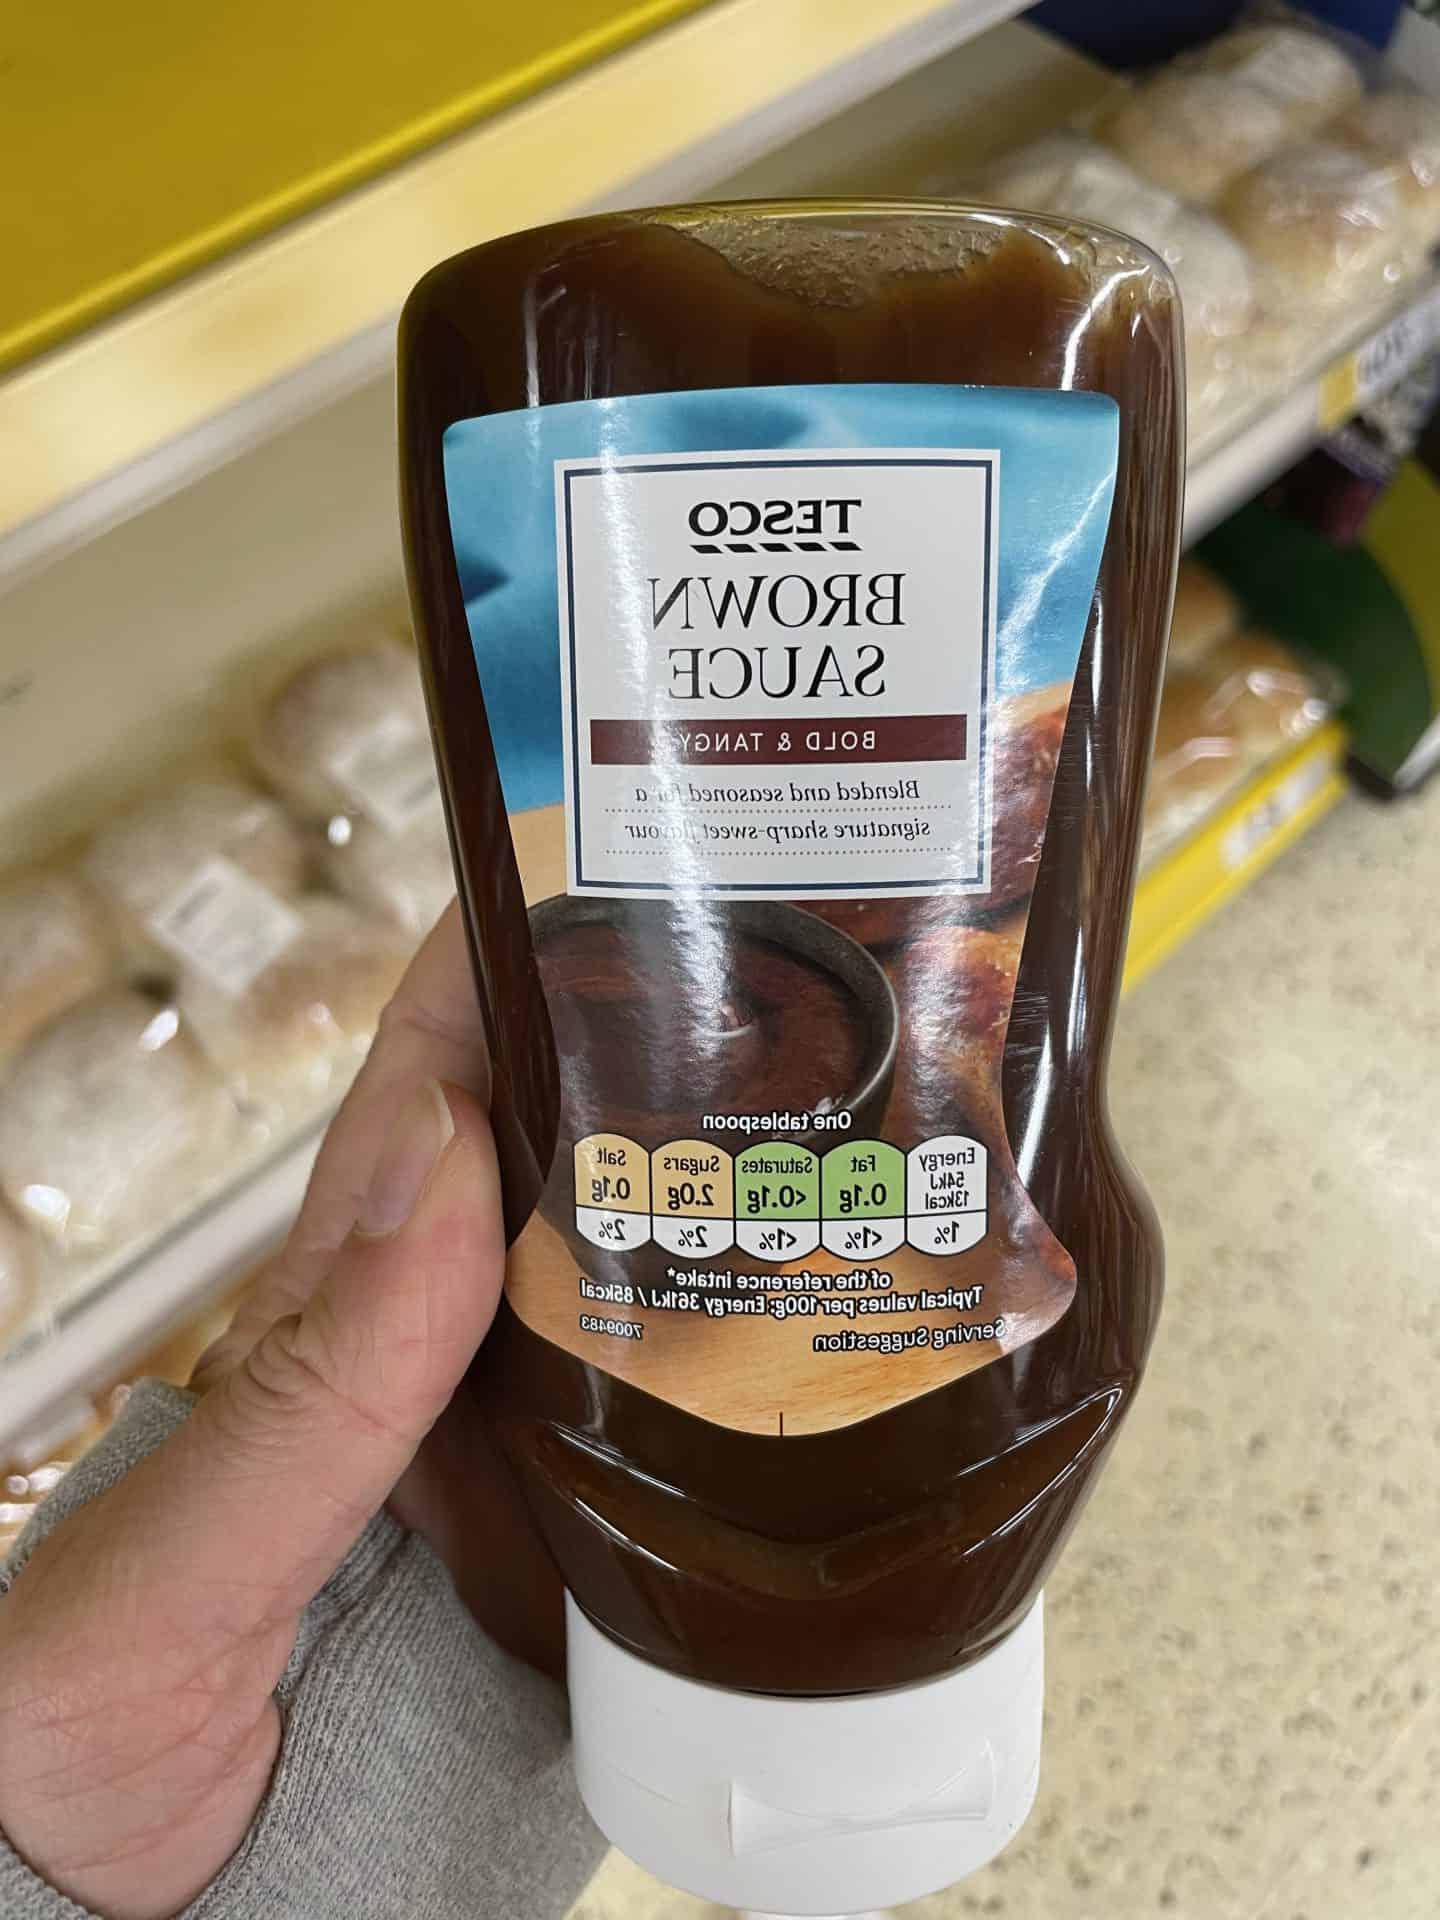 TESCO
BROWN
SAUCE
BOLD & TANGY
Blended and seasoned for a
signature sharp-sweet flavour
One tablespoon
Energy 54kJ 13kcal 1%
Fat 0.1g <1%
Saturates <0.1g <1%
Sugars 2.0g 2%
Salt 0.1g 2%
of the reference intake*
Typical values per 100g: Energy 361kJ / 85kcal
Serving Suggestion 7009483